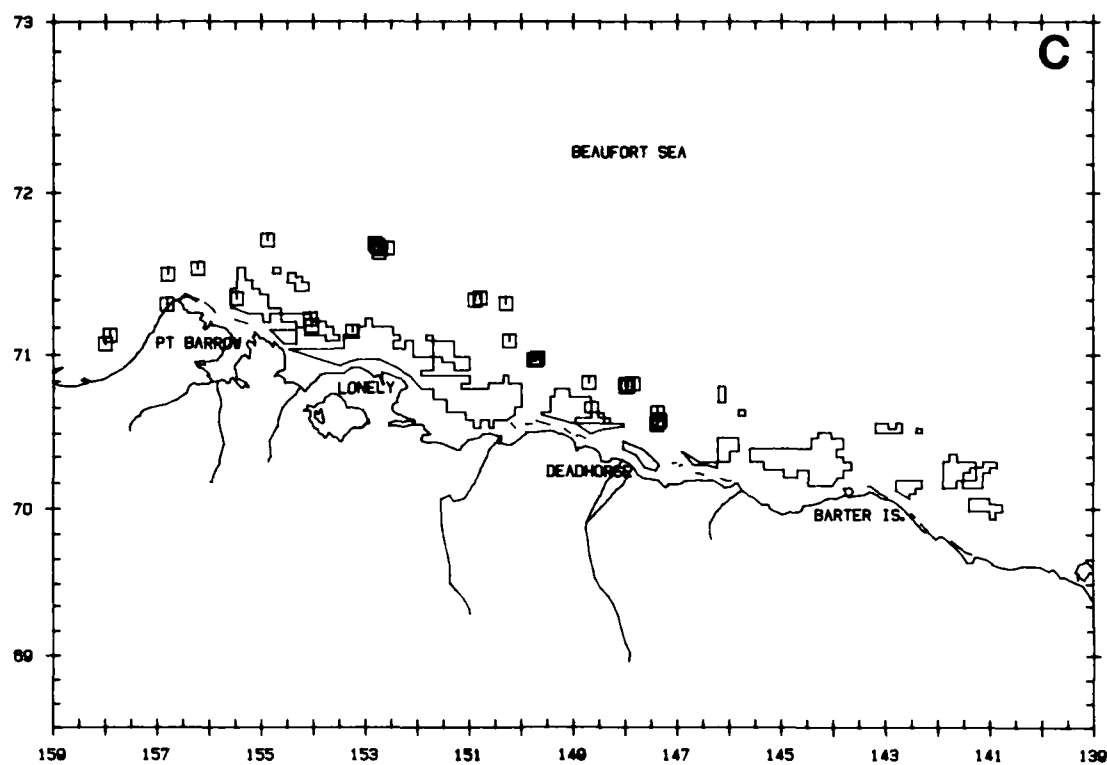 73
C
BEAUFORT SEA
72
71
PT BARROW
LONELY
DEADHORSE
70
BARTER IS.
69
159 157 155 153 151 149 147 145 143 141 139